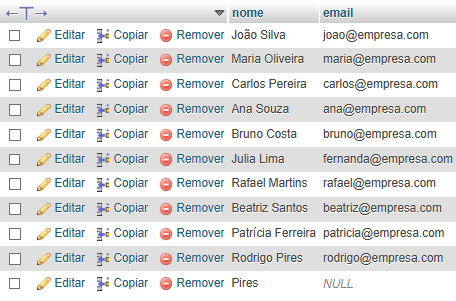 ←T→ nome email
Editar Copiar Remover João Silva joao@empresa.com
Editar Copiar Remover Maria Oliveira maria@empresa.com
Editar Copiar Remover Carlos Pereira carlos@empresa.com
Editar Copiar Remover Ana Souza ana@empresa.com
Editar Copiar Remover Bruno Costa bruno@empresa.com
Editar Copiar Remover Julia Lima fernanda@empresa.com
Editar Copiar Remover Rafael Martins rafael@empresa.com
Editar Copiar Remover Beatriz Santos beatriz@empresa.com
Editar Copiar Remover Patrícia Ferreira patricia@empresa.com
Editar Copiar Remover Rodrigo Pires rodrigo@empresa.com
Editar Copiar Remover Pires NULL